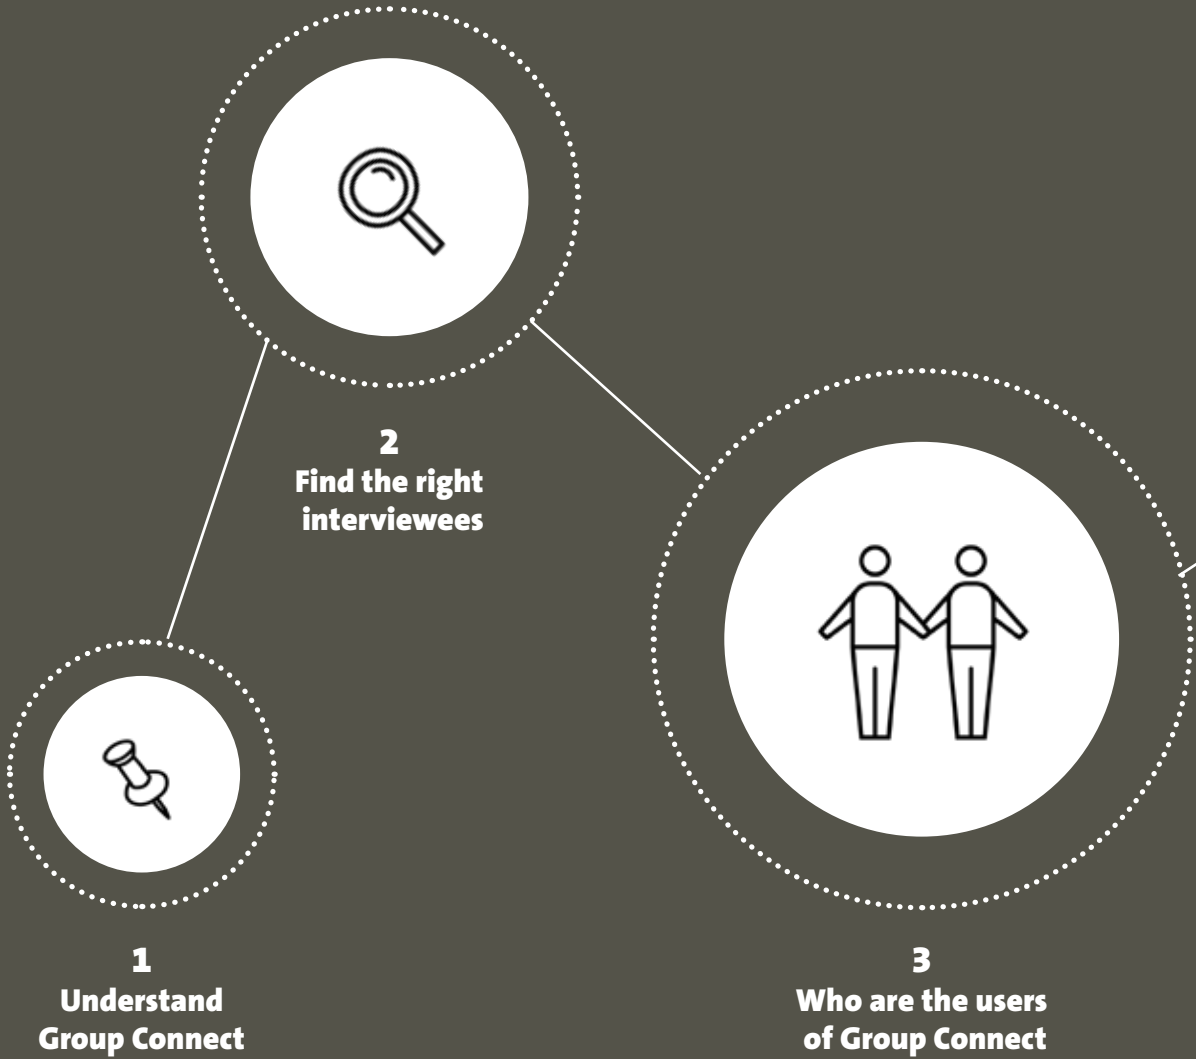 2
Find the right
interviewees
1
Understand
Group Connect
3
Who are the users
of Group Connect